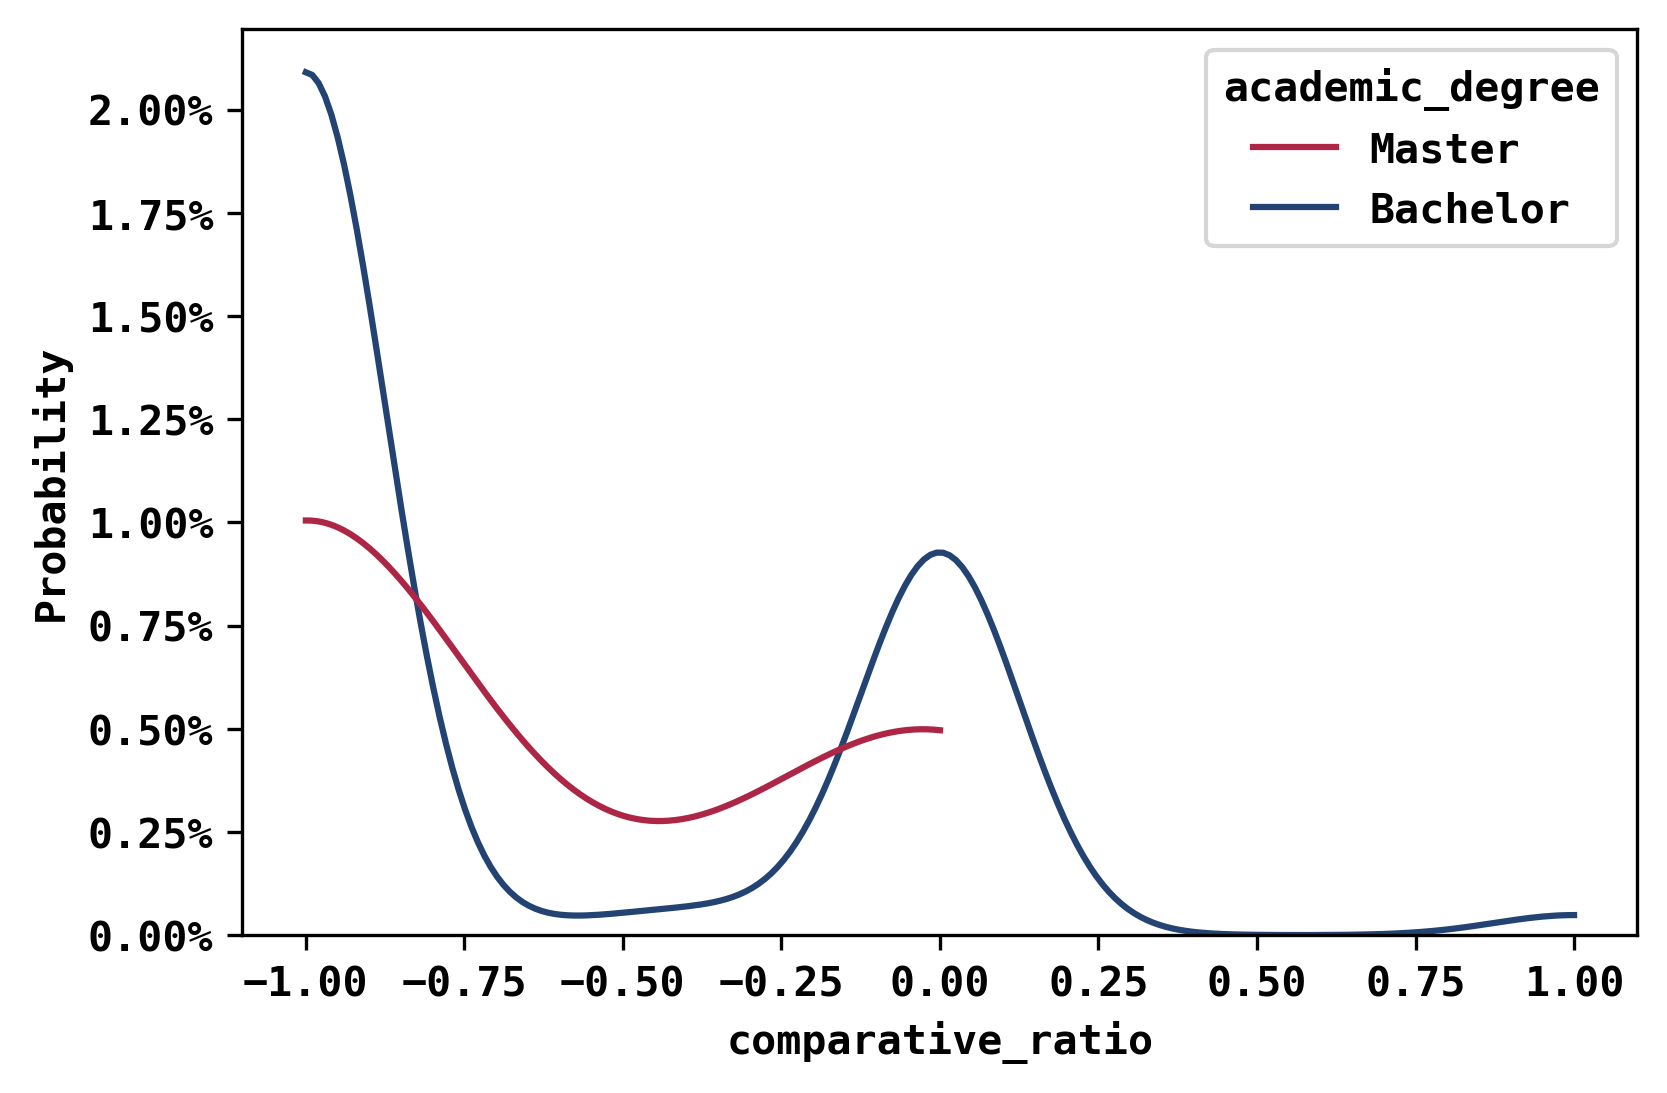 academic_degree
Master
Bachelor
Probability
2.00%
1.75%
1.50%
1.25%
1.00%
0.75%
0.50%
0.25%
0.00%
−1.00 −0.75 −0.50 −0.25 0.00 0.25 0.50 0.75 1.00
comparative_ratio